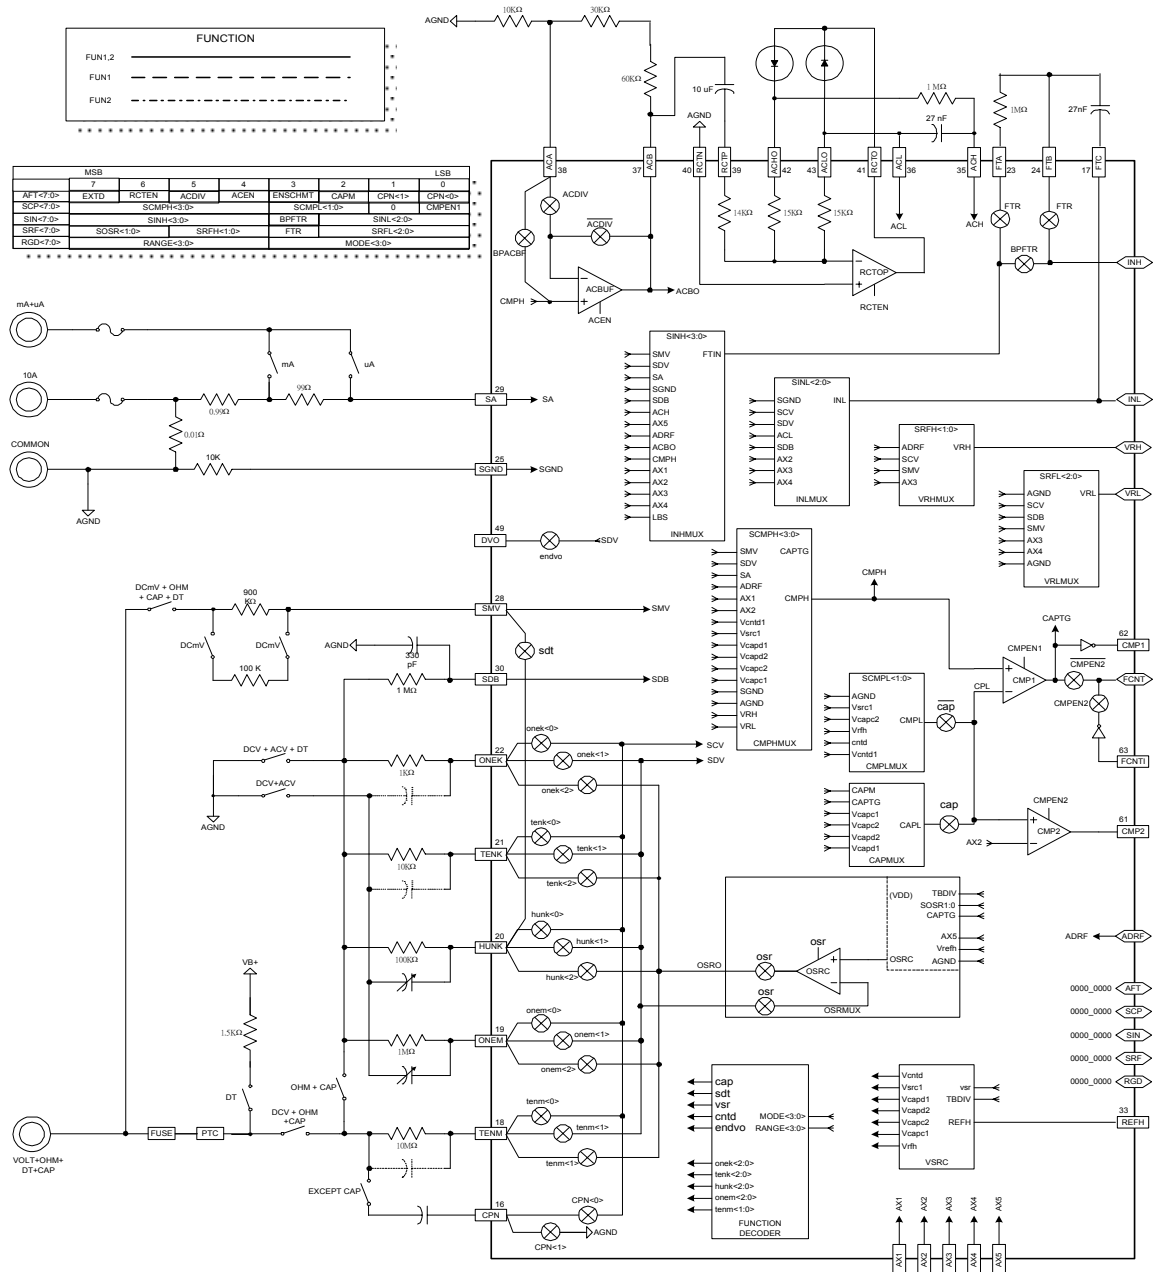 FUNCTION
FUN1,2
FUN1
FUN2
MSB LSB
7 6 5 4 3 2 1 0
AFT<7:0> EXTD RCTEN ACDIV ACEN ENSCHMT CAPM CPN<1> CPN<0>
SCP<7:0> SCMPH<3:0> SCMPL<1:0> 0 CMPEN1
SIN<7:0> SINH<3:0> BPFTR SINL<2:0>
SRF<7:0> SOSR<1:0> SRFH<1:0> FTR SRFL<2:0>
RGD<7:0> RANGE<3:0> MODE<3:0>
AGND
10KΩ
30KΩ
60KΩ
10 uF
AGND
1 MΩ
27 nF
1MΩ
27nF
ACA
38
ACB
37
RCTN
40
RCTP
39
ACHO
42
ACLO
43
RCTO
41
ACL
36
ACH
35
FTA
23
FTB
24
FTC
17
ACDIV
ACDIV
BPACBF
CMPH
ACBUF
ACEN
ACBO
14KΩ
15KΩ
15KΩ
RCTOP
RCTEN
ACL
ACH
FTR
FTR
BPFTR
INH
mA+uA
mA
uA
10A
0.99Ω
99Ω
0.01Ω
COMMON
10K
AGND
29
SA
SA
25
SGND
SGND
49
DVO
endvo
SDV
SINH<3:0>
SMV FTIN
SDV
SA
SGND
SDB
ACH
AX5
ADRF
ACBO
CMPH
AX1
AX2
AX3
AX4
LBS
INHMUX
SINL<2:0>
SGND INL
SCV
SDV
ACL
SDB
AX2
AX3
AX4
INLMUX
INL
SRFH<1:0>
ADRF VRH
SCV
SMV
AX3
VRHMUX
VRH
SRFL<2:0>
AGND VRL
SCV
SDB
SMV
AX3
AX4
AGND
VRLMUX
VRL
SCMPH<3:0>
SMV CAPTG
SDV
SA
ADRF
AX1 CMPH
AX2
Vcntd1
Vsrc1
Vcapd1
Vcapd2
Vcapc2
Vcapc1
SGND
AGND
VRH
VRL
CMPHMUX
CMPH
DCmV + OHM
+ CAP + DT
900
KΩ
DCmV
DCmV
100 K
28
SMV
SMV
sdt
AGND
330
pF
1 MΩ
30
SDB
SDB
SCMPL<1:0>
AGND
Vsrc1
Vcapc2
Vrfh CMPL
cntd
Vcntd1
CMPLMUX
cap
CPL
CMPEN1
CMP1
CAPTG
CMPEN2
CMPEN2
62
CMP1
FCNT
63
FCNTI
CAPM
CAPTG
Vcapc1
Vcapc2 CAPL
Vcapd2
Vcapd1
CAPMUX
cap
CMPEN2
CMP2
AX2
61
CMP2
DCV + ACV + DT
DCV+ACV
AGND
1KΩ
22
ONEK
onek<0>
onek<1>
onek<2>
SCV
SDV
10KΩ
21
TENK
tenk<0>
tenk<1>
tenk<2>
100KΩ
20
HUNK
hunk<0>
hunk<1>
hunk<2>
1MΩ
19
ONEM
onem<0>
onem<1>
onem<2>
10MΩ
18
TENM
tenm<0>
tenm<1>
tenm<1>
OSRO
osr
osr
osr
OSRC
OSRC
(VDD)
TBDIV
SOSR1:0
CAPTG
AX5
Vrefh
AGND
OSRMUX
ADRF
ADRF
0000_0000 AFT
0000_0000 SCP
0000_0000 SIN
0000_0000 SRF
0000_0000 RGD
VB+
1.5KΩ
DT
OHM + CAP
DCV + OHM
+CAP
FUSE
PTC
VOLT+OHM+
DT+CAP
EXCEPT CAP
16
CPN
CPN<0>
CPN<1>
AGND
cap
sdt
vsr
cntd
endvo
MODE<3:0>
RANGE<3:0>
onek<2:0>
tenk<2:0>
hunk<2:0>
onem<2:0>
tenm<1:0>
FUNCTION
DECODER
Vcntd
Vsrc1 vsr
Vcapd1 TBDIV
Vcapd2
Vcapc2 REFH
Vcapc1
Vrfh
VSRC
33
REFH
AX1
AX2
AX3
AX4
AX5
AX1
AX2
AX3
AX4
AX5